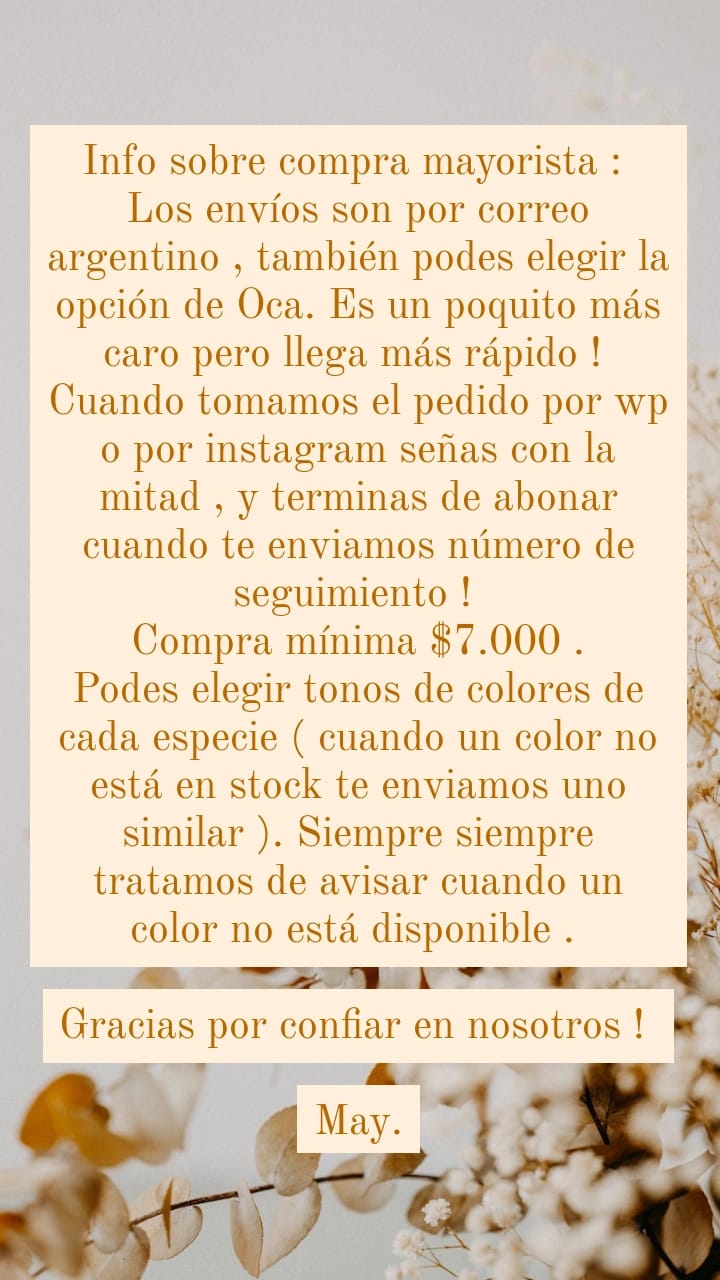 Info sobre compra mayorista :
Los envíos son por correo
argentino , también podes elegir la
opción de Oca. Es un poquito más
caro pero llega más rápido !
Cuando tomamos el pedido por wp
o por instagram señas con la
mitad , y terminas de abonar
cuando te enviamos número de
seguimiento !
Compra mínima $7.000 .
Podes elegir tonos de colores de
cada especie ( cuando un color no
está en stock te enviamos uno
similar ). Siempre siempre
tratamos de avisar cuando un
color no está disponible .
Gracias por confiar en nosotros !
May.